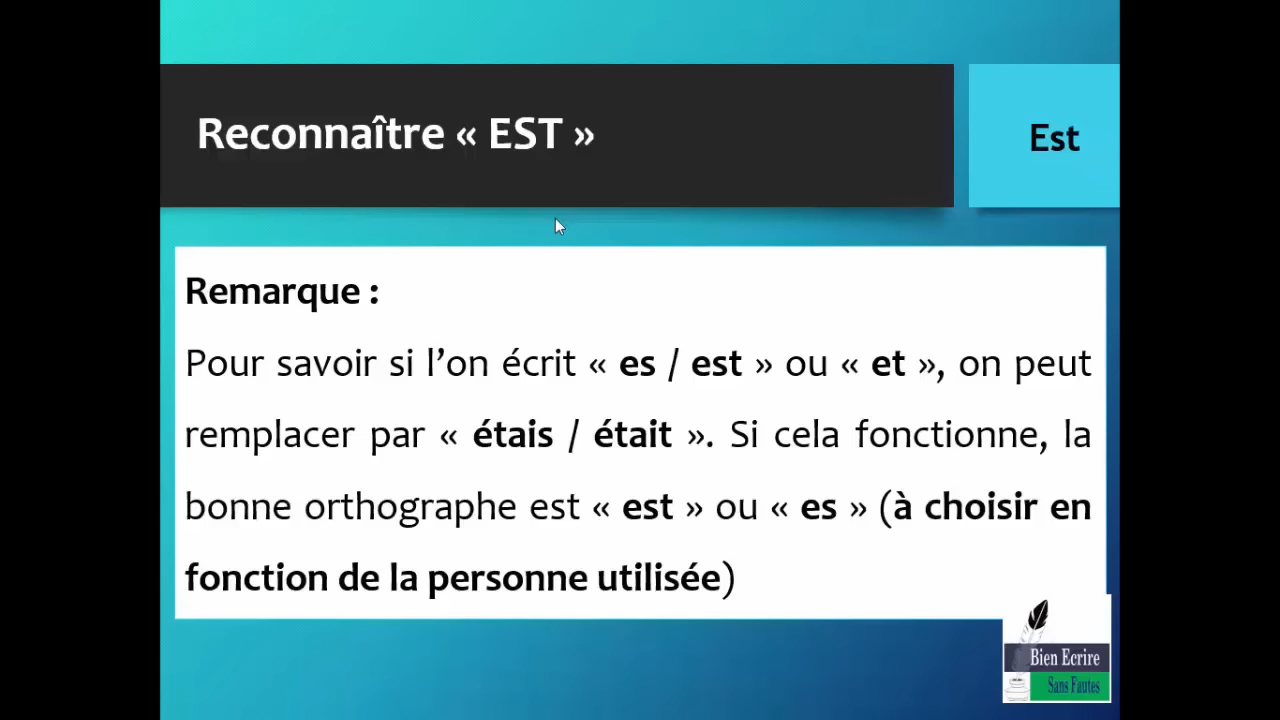 Reconnaître « EST »
Est
Remarque :
Pour savoir si l’on écrit « es / est » ou « et », on peut
remplacer par « étais / était ». Si cela fonctionne, la
bonne orthographe est « est » ou « es » (à choisir en
fonction de la personne utilisée)
Bien Ecrire
Sans Fautes